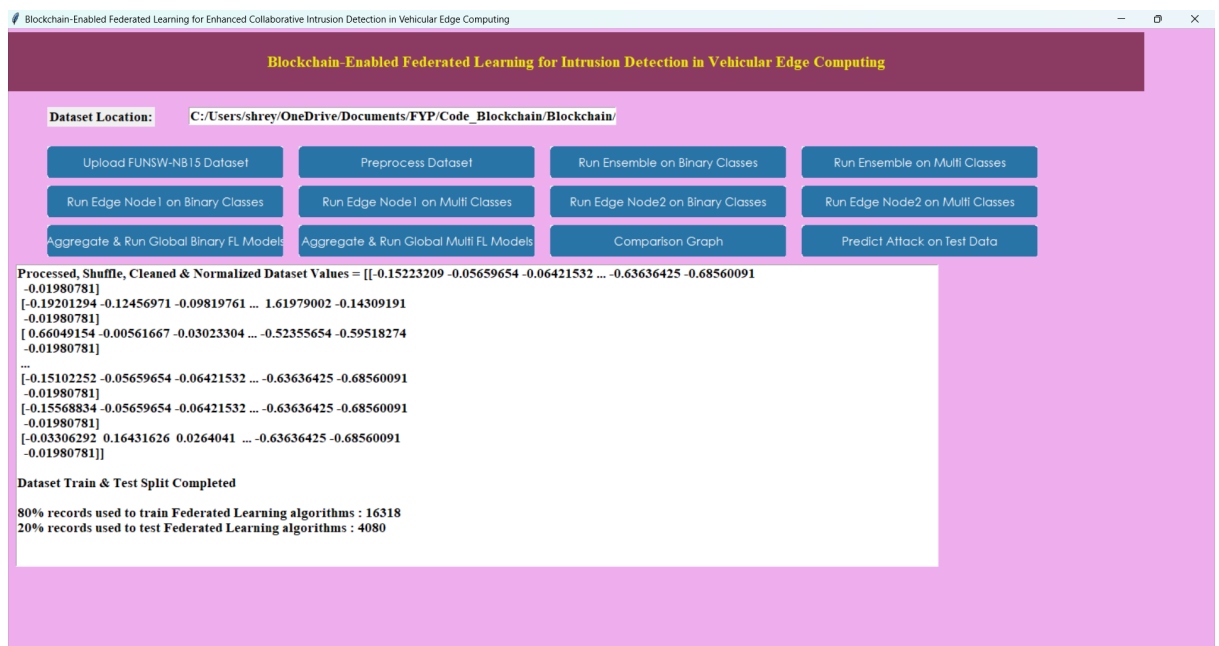 Blockchain-Enabled Federated Learning for Enhanced Collaborative Intrusion Detection in Vehicular Edge Computing
Blockchain-Enabled Federated Learning for Intrusion Detection in Vehicular Edge Computing
Dataset Location: C:/Users/shrey/OneDrive/Documents/FYP/Code_Blockchain/Blockchain/
Upload FUNSW-NB15 Dataset Preprocess Dataset Run Ensemble on Binary Classes Run Ensemble on Multi Classes
Run Edge Node1 on Binary Classes Run Edge Node1 on Multi Classes Run Edge Node2 on Binary Classes Run Edge Node2 on Multi Classes
Aggregate & Run Global Binary FL Models Aggregate & Run Global Multi FL Models Comparison Graph Predict Attack on Test Data
Processed, Shuffle, Cleaned & Normalized Dataset Values = [[-0.15223209 -0.05659654 -0.06421532 ... -0.63636425 -0.68560091
-0.01980781]
[-0.19201294 -0.12456971 -0.09819761 ... 1.61979002 -0.14309191
-0.01980781]
[ 0.66049154 -0.00561667 -0.03023304 ... -0.52355654 -0.59518274
-0.01980781]
...
[-0.15102252 -0.05659654 -0.06421532 ... -0.63636425 -0.68560091
-0.01980781]
[-0.15568834 -0.05659654 -0.06421532 ... -0.63636425 -0.68560091
-0.01980781]
[-0.03306292 0.16431626 0.0264041 ... -0.63636425 -0.68560091
-0.01980781]]
Dataset Train & Test Split Completed
80% records used to train Federated Learning algorithms : 16318
20% records used to test Federated Learning algorithms : 4080